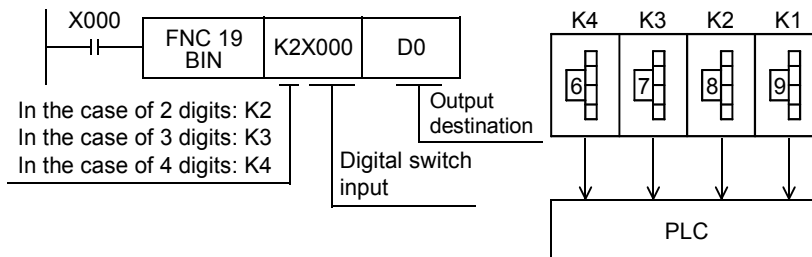 X000
FNC 19
BIN
K2X000
D0
In the case of 2 digits: K2
In the case of 3 digits: K3
In the case of 4 digits: K4
Output
destination
Digital switch
input
K4 K3 K2 K1
6 7 8 9
PLC